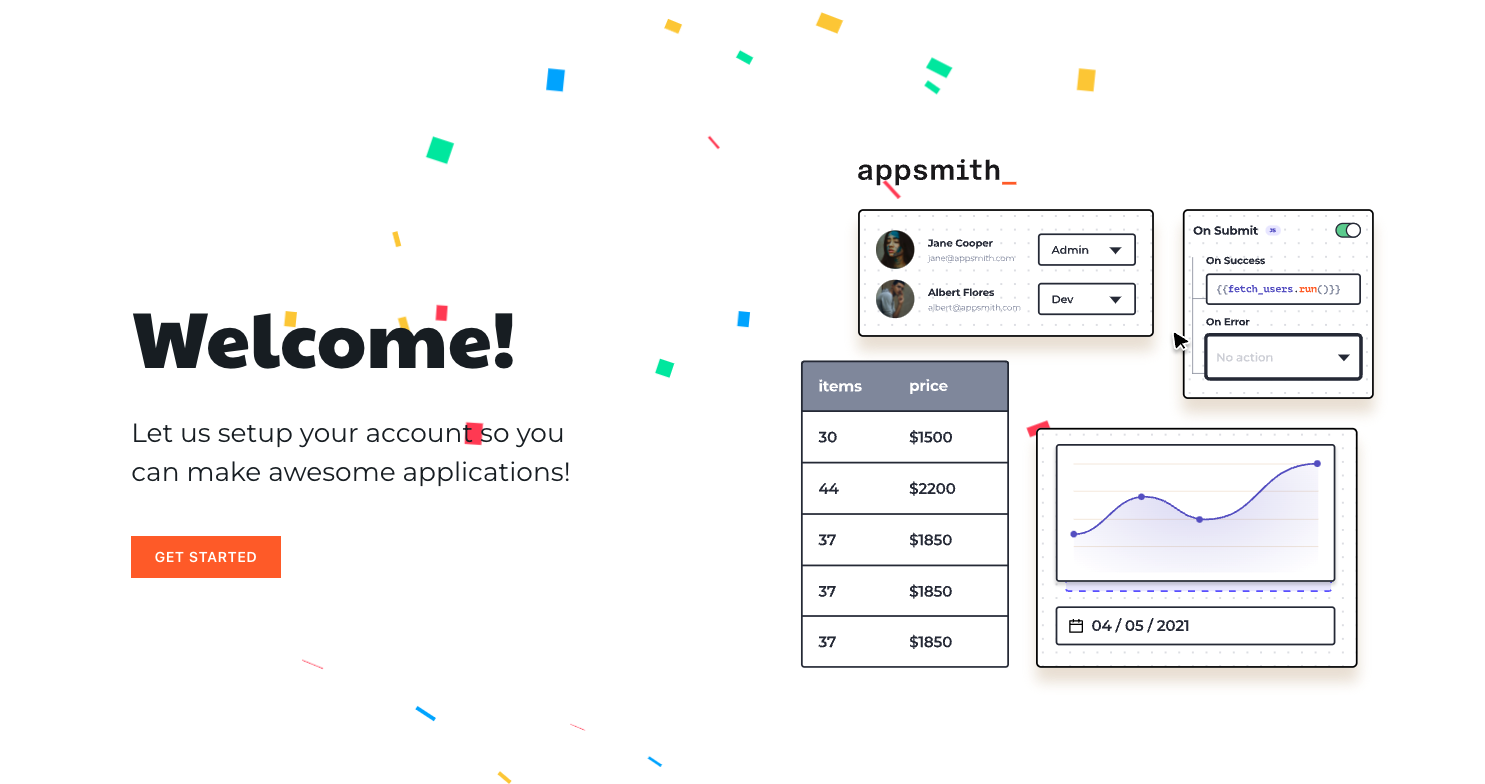 appsmith_
Welcome!
Let us setup your account so you
can make awesome applications!
GET STARTED
Jane Cooper
jane@appsmith.com
Admin
Albert Flores
albert@appsmith.com
Dev
On Submit
JS
On Success
{{fetch_users.run()}}
On Error
No action
items price
30 $1500
44 $2200
37 $1850
37 $1850
37 $1850
04 / 05 / 2021